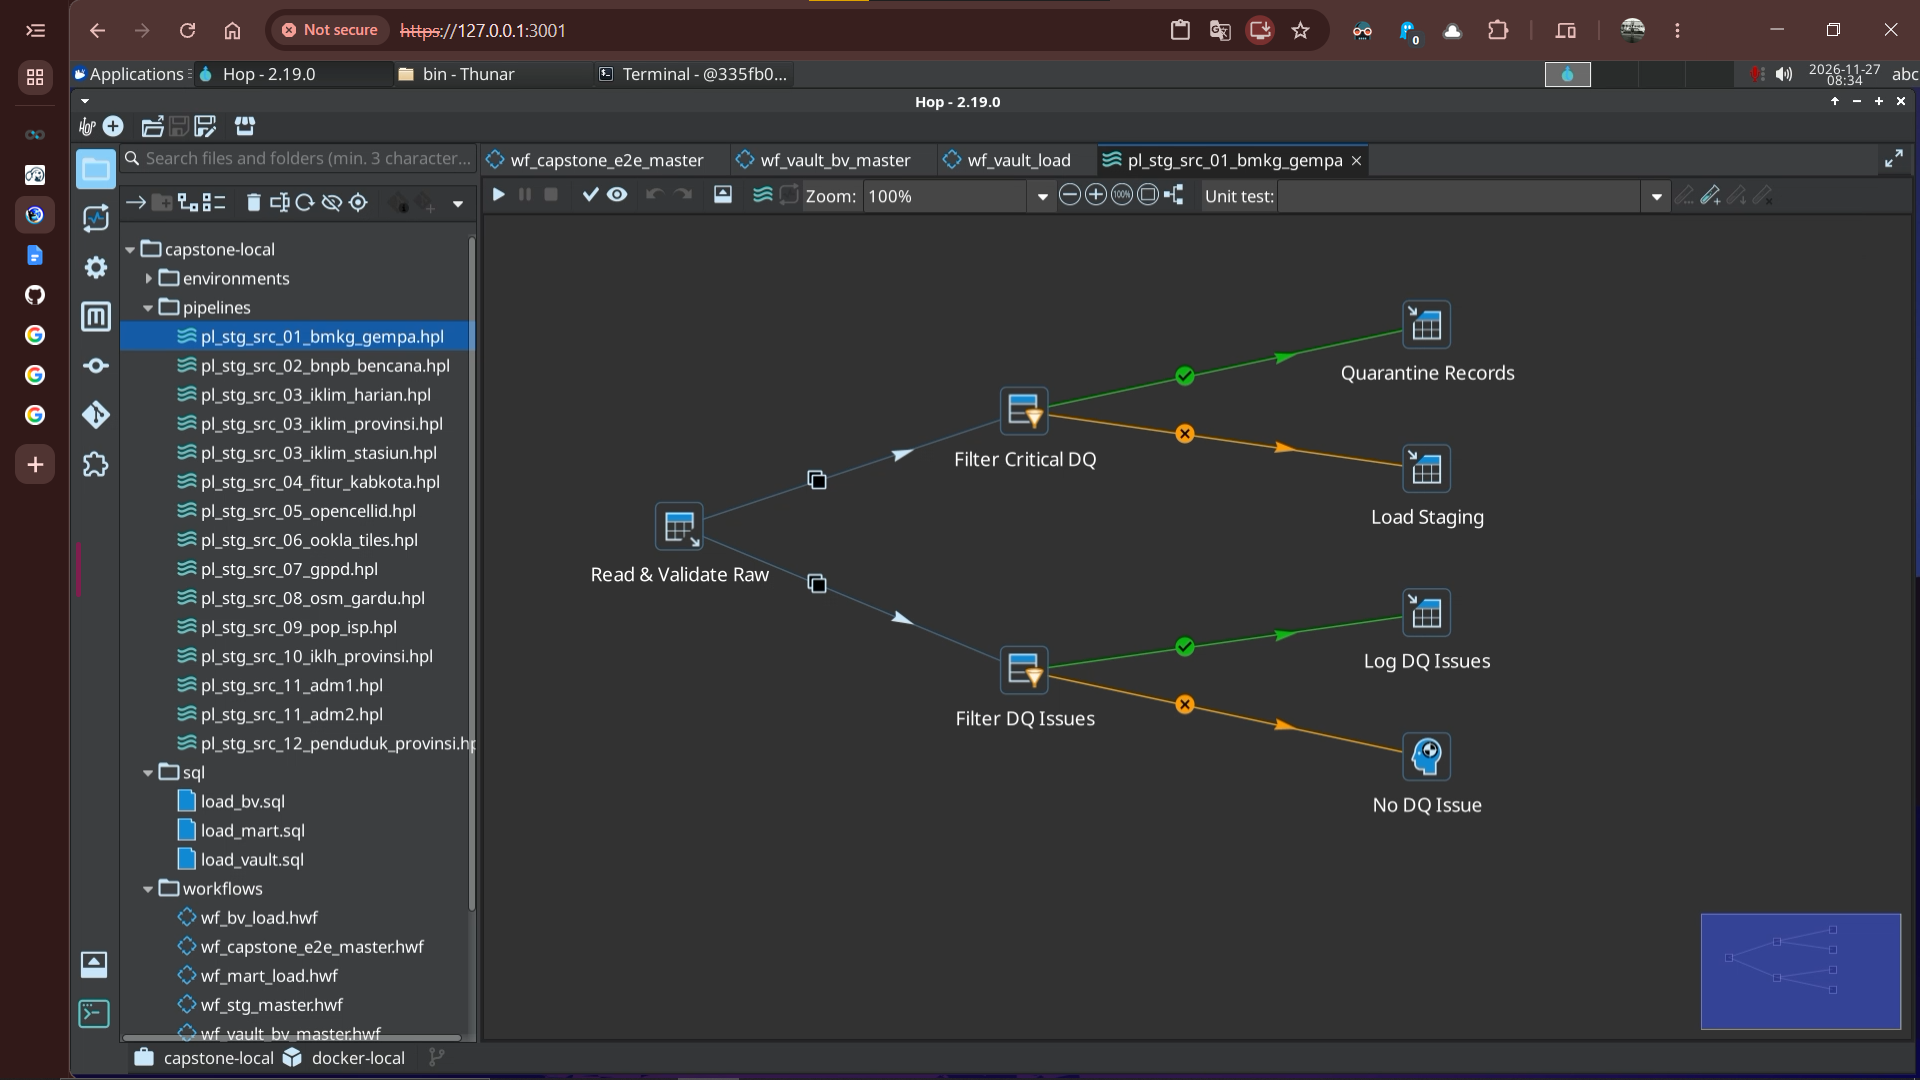 Not secure
https://127.0.0.1:3001
0
Applications
Hop - 2.19.0
bin - Thunar
Terminal - @335fb0...
2026-11-27
08:34
abc
Hop - 2.19.0
Hop
Search files and folders (min. 3 character...
wf_capstone_e2e_master
wf_vault_bv_master
wf_vault_load
pl_stg_src_01_bmkg_gempa
Zoom:
100%
100%
Unit test:
capstone-local
environments
pipelines
pl_stg_src_01_bmkg_gempa.hpl
pl_stg_src_02_bnpb_bencana.hpl
pl_stg_src_03_iklim_harian.hpl
pl_stg_src_03_iklim_provinsi.hpl
pl_stg_src_03_iklim_stasiun.hpl
pl_stg_src_04_fitur_kabkota.hpl
pl_stg_src_05_opencellid.hpl
pl_stg_src_06_ookla_tiles.hpl
pl_stg_src_07_gppd.hpl
pl_stg_src_08_osm_gardu.hpl
pl_stg_src_09_pop_isp.hpl
pl_stg_src_10_iklh_provinsi.hpl
pl_stg_src_11_adm1.hpl
pl_stg_src_11_adm2.hpl
pl_stg_src_12_penduduk_provinsi.hp
sql
load_bv.sql
load_mart.sql
load_vault.sql
workflows
wf_bv_load.hwf
wf_capstone_e2e_master.hwf
wf_mart_load.hwf
wf_stg_master.hwf
wf_vault_bv_master.hwf
Quarantine Records
Filter Critical DQ
Load Staging
Read & Validate Raw
Log DQ Issues
Filter DQ Issues
No DQ Issue
capstone-local
docker-local